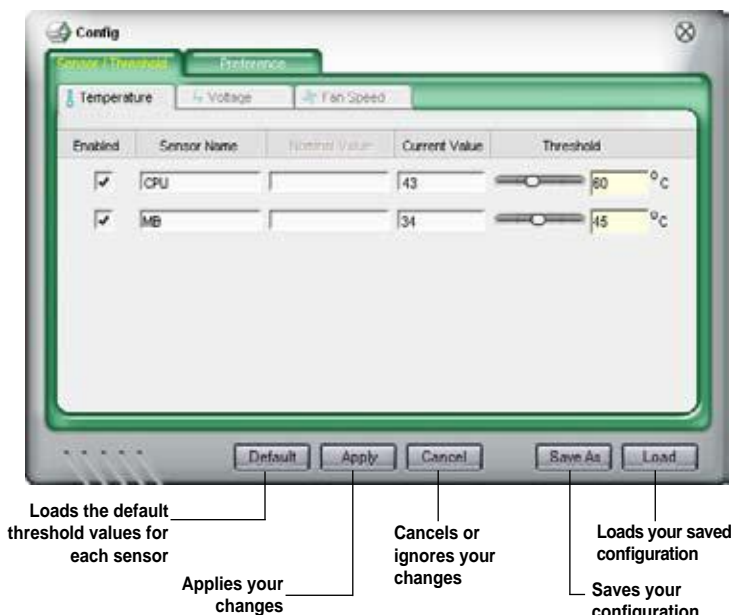 Config
Sensor / Threshold Preference
Temperature Voltage Fan Speed
Enabled Sensor Name Nominal Value Current Value Threshold
CPU 43 60 °C
MB 34 45 °C
Default Apply Cancel Save As Load
Loads the default
threshold values for
each sensor
Applies your
changes
Cancels or
ignores your
changes
Loads your saved
configuration
Saves your
configuration